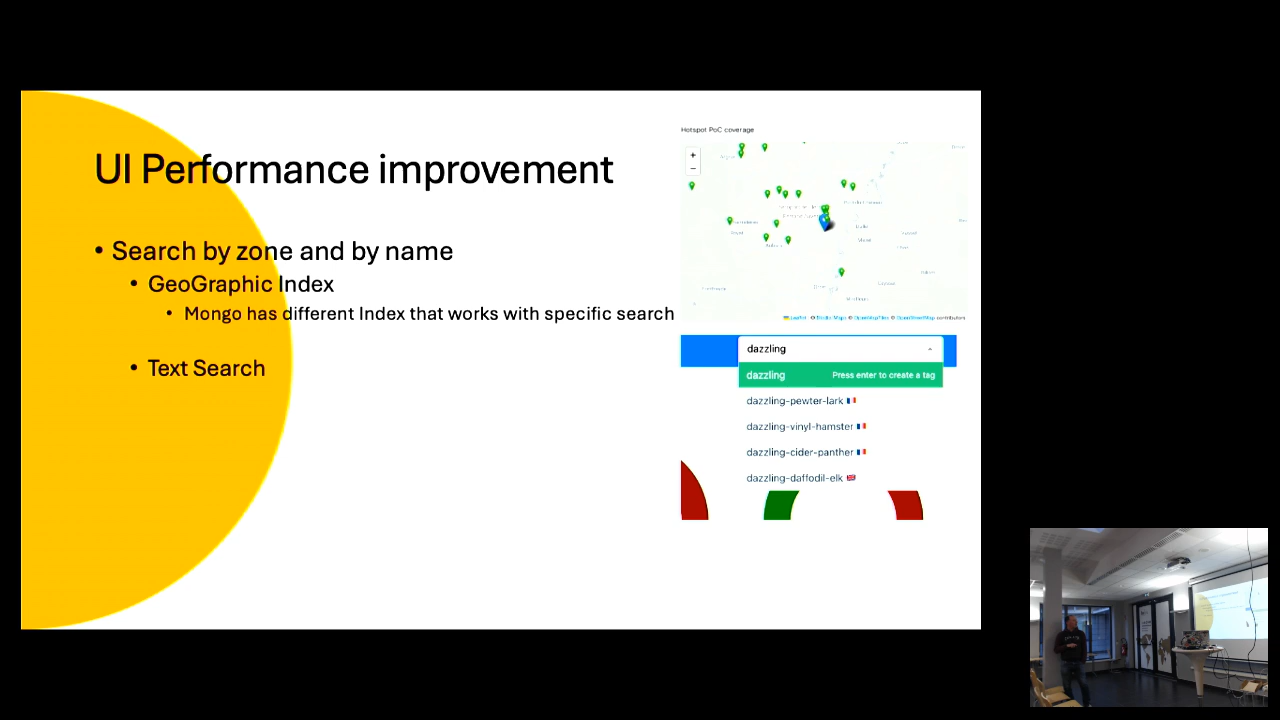 UI Performance improvement
• Search by zone and by name
• GeoGraphic Index
• Mongo has different Index that works with specific search
• Text Search
Hotspot PoC coverage
+
−
dazzling
dazzling Press enter to create a tag
dazzling-pewter-lark
dazzling-vinyl-hamster
dazzling-cider-panther
dazzling-daffodil-elk